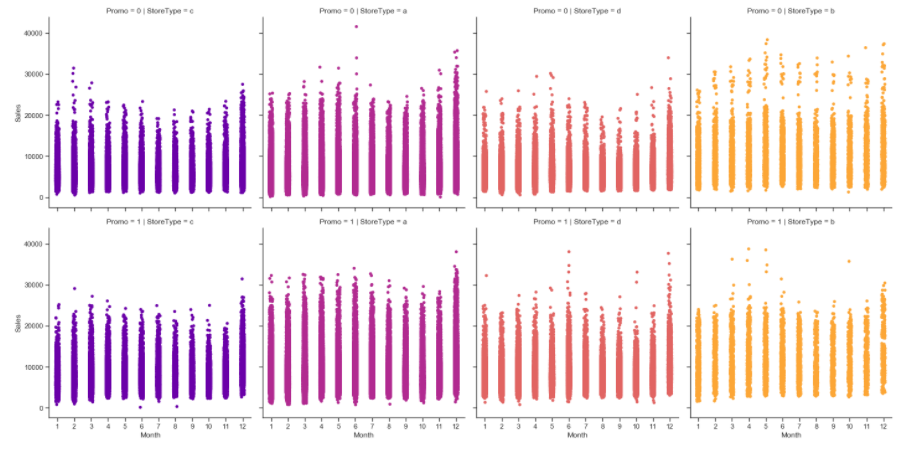 Promo = 0 | StoreType = c
Promo = 0 | StoreType = a
Promo = 0 | StoreType = d
Promo = 0 | StoreType = b
40000
30000
20000
10000
0
Sales
Promo = 1 | StoreType = c
Promo = 1 | StoreType = a
Promo = 1 | StoreType = d
Promo = 1 | StoreType = b
40000
30000
20000
10000
0
Sales
1 2 3 4 5 6 7 8 9 10 11 12
1 2 3 4 5 6 7 8 9 10 11 12
1 2 3 4 5 6 7 8 9 10 11 12
1 2 3 4 5 6 7 8 9 10 11 12
Month
Month
Month
Month